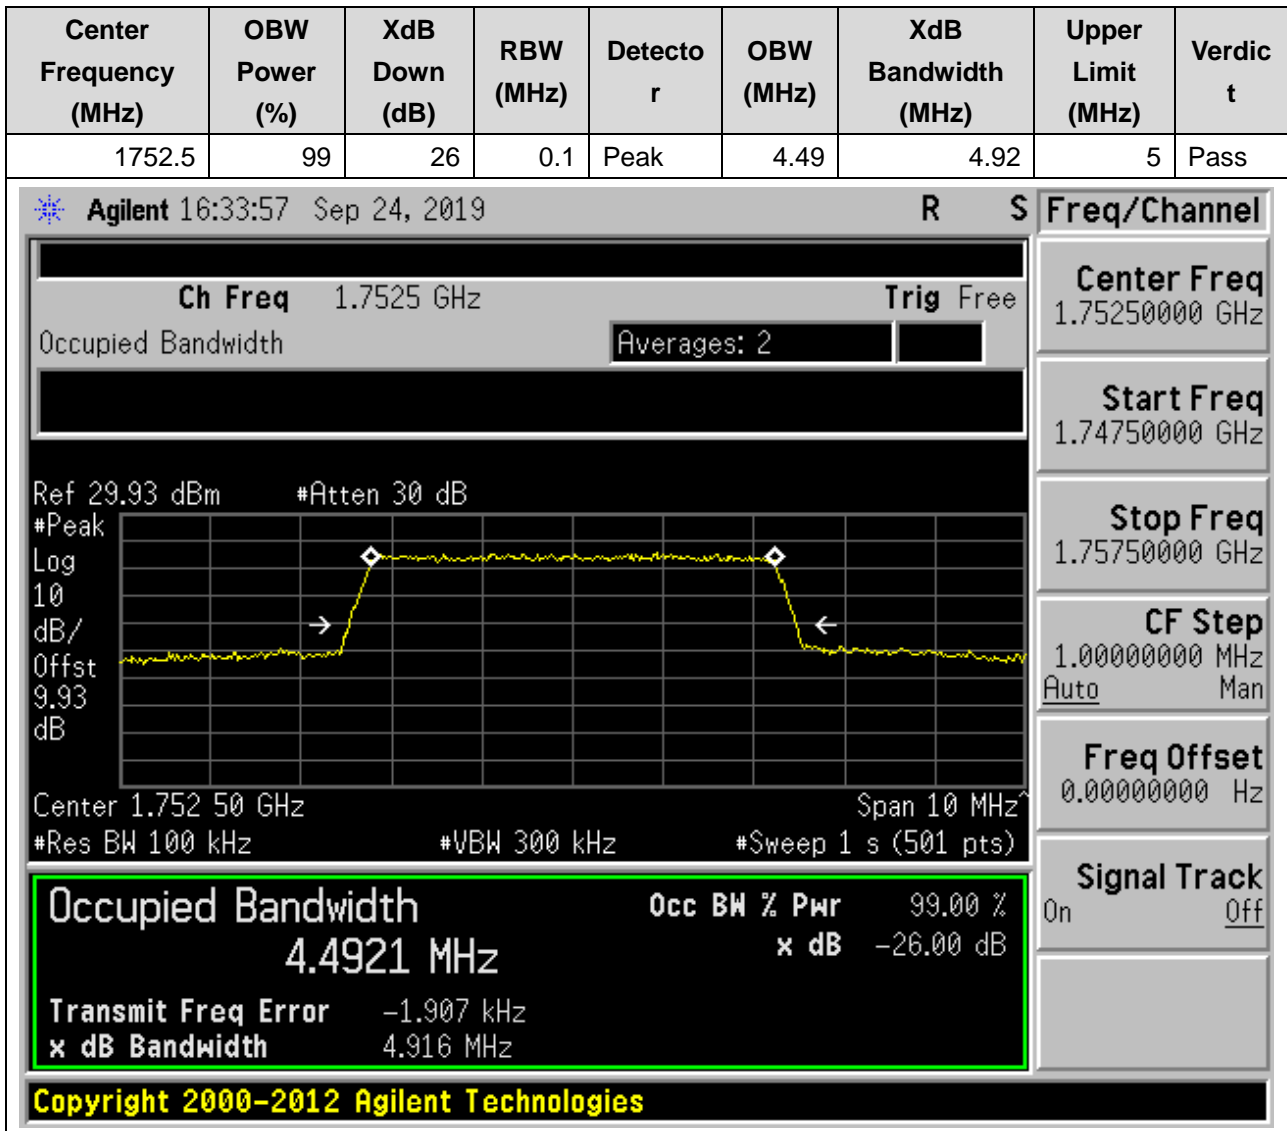 Center Frequency (MHz) OBW Power (%) XdB Down (dB) RBW (MHz) Detector OBW (MHz) XdB Bandwidth (MHz) Upper Limit (MHz) Verdict
1752.5 99 26 0.1 Peak 4.49 4.92 5 Pass
Agilent 16:33:57 Sep 24, 2019 R S Freq/Channel
Ch Freq 1.7525 GHz Trig Free
Occupied Bandwidth Averages: 2
Center Freq
1.75250000 GHz
Start Freq
1.74750000 GHz
Stop Freq
1.75750000 GHz
CF Step
1.00000000 MHz
Auto Man
Freq Offset
0.00000000 Hz
Signal Track
On Off
Ref 29.93 dBm #Atten 30 dB
#Peak
Log
10
dB/
Offst
9.93
dB
Center 1.752 50 GHz Span 10 MHz^
#Res BW 100 kHz #VBW 300 kHz #Sweep 1 s (501 pts)
Occupied Bandwidth Occ BW % Pwr 99.00 %
4.4921 MHz x dB -26.00 dB
Transmit Freq Error -1.907 kHz
x dB Bandwidth 4.916 MHz
Copyright 2000-2012 Agilent Technologies